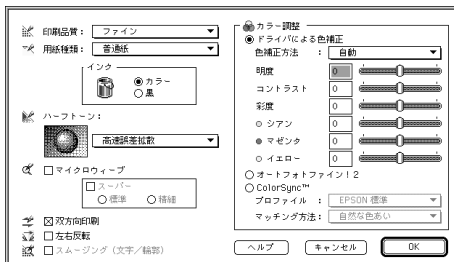 印刷品質： ファイン
用紙種類： 普通紙
インク
カラー
黒
ハーフトーン：
高速誤差拡散
マイクロウィーブ
スーパー
標準 精細
双方向印刷
左右反転
スムージング（文字／輪郭）
カラー調整
ドライバによる色補正
色補正方法 ： 自動
明度 0
コントラスト 0
彩度 0
シアン 0
マゼンタ 0
イエロー 0
オートフォトファイン！2
ColorSync™
プロファイル ： EPSON 標準
マッチング方法： 自然な色あい
ヘルプ キャンセル OK